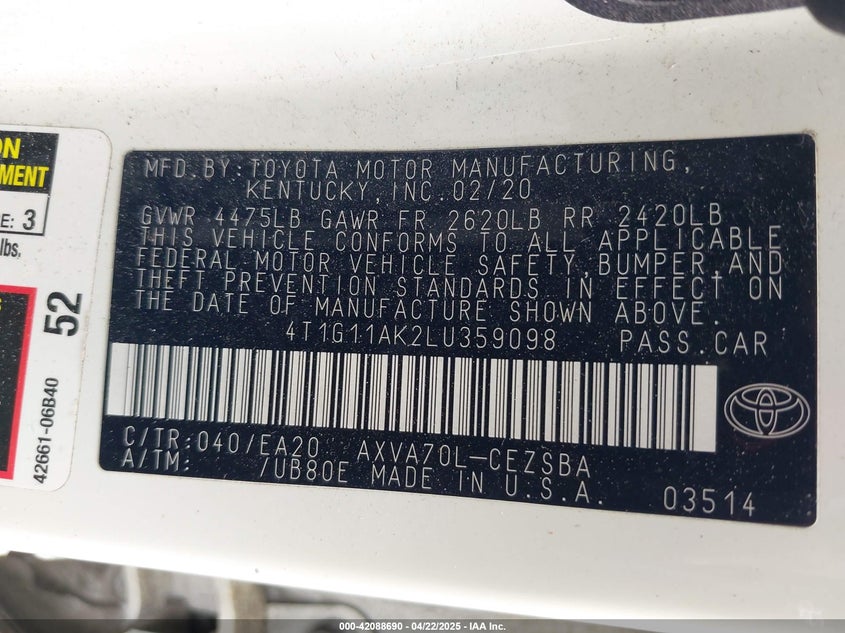 ON
MENT
E: 3
lbs.
52
42661-06B40
MFD.BY:TOYOTA MOTOR MANUFACTURING,
KENTUCKY,INC.02/20
GVWR 4475LB GAWR FR 2620LB RR 2420LB
THIS VEHICLE CONFORMS TO ALL APPLICABLE
FEDERAL MOTOR VEHICLE SAFETY,BUMPER,AND
THEFT PREVENTION STANDARDS IN EFFECT ON
THE DATE OF MANUFACTURE SHOWN ABOVE.
4T1G11AK2LU359098 PASS.CAR
C/TR:040/EA20 AXVA70L-CEZSBA
A/TM: /UB80E MADE IN U.S.A.
03514
000-42088690 - 04/22/2025 - IAA Inc.